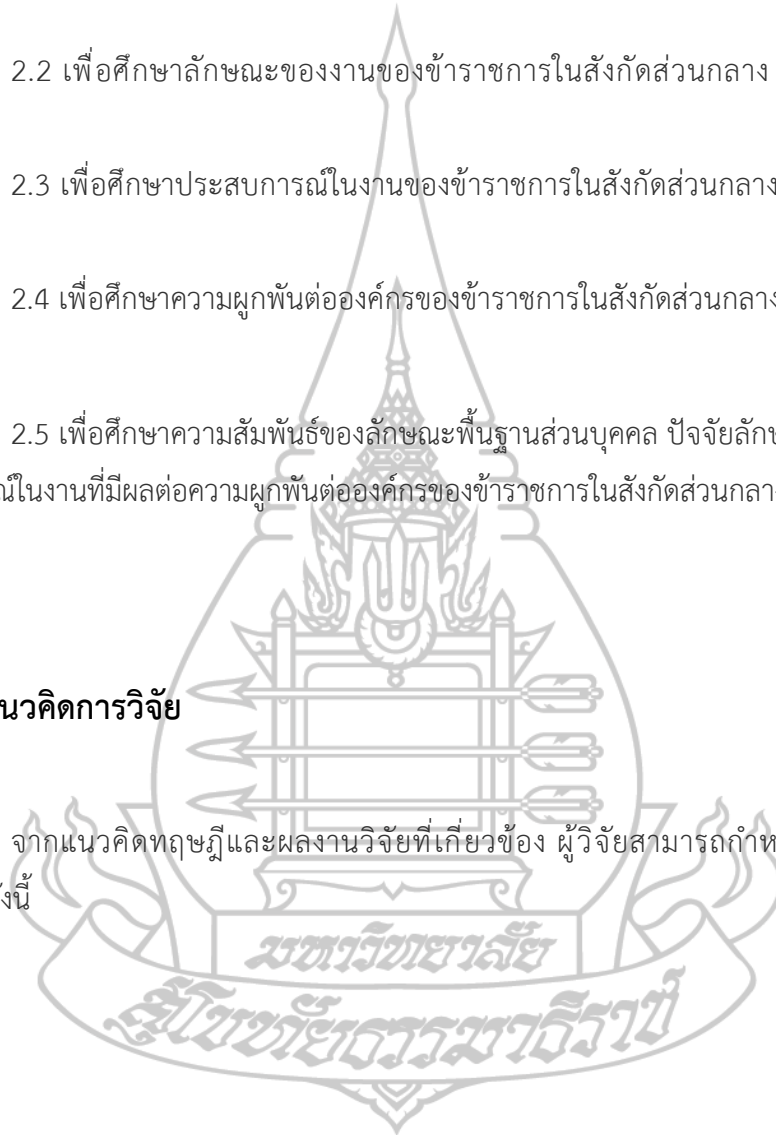 2.2 เพื่อศึกษาลักษณะของงานของข้าราชการในสังกัดส่วนกลาง
2.3 เพื่อศึกษาประสบการณ์ในงานของข้าราชการในสังกัดส่วนกลาง
2.4 เพื่อศึกษาความผูกพันต่อองค์กรของข้าราชการในสังกัดส่วนกลาง
2.5 เพื่อศึกษาความสัมพันธ์ของลักษณะพื้นฐานส่วนบุคคล ปัจจัยลัก
ณ์ในงานที่มีผลต่อความผูกพันต่อองค์กรของข้าราชการในสังกัดส่วนกลาง
นวคิดการวิจัย
จากแนวคิดทฤษฎีและผลงานวิจัยที่เกี่ยวข้อง ผู้วิจัยสามารถกำห
ังนี้
มหาวิทยาลัย
สุโขทัยธรรมาธิราช